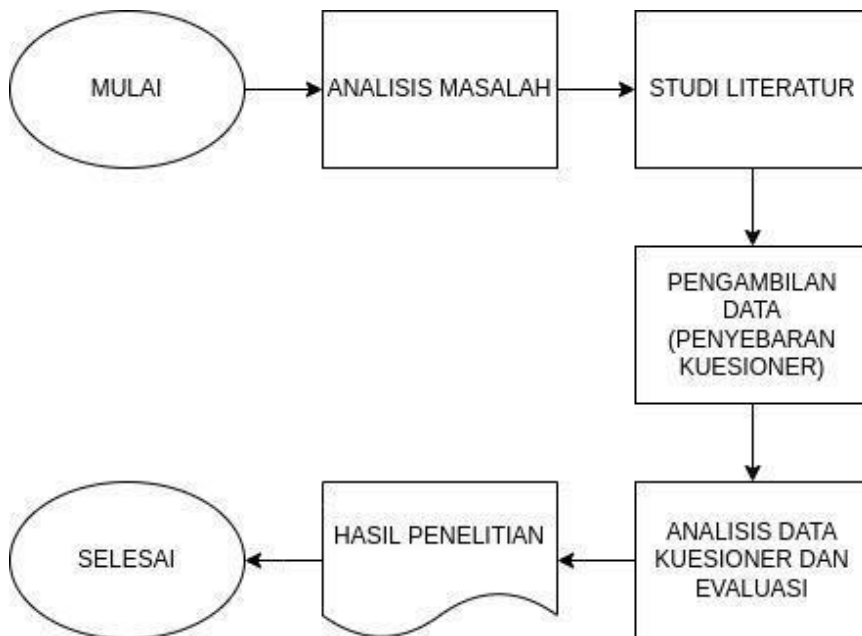 MULAI
ANALISIS MASALAH
STUDI LITERATUR
PENGAMBILAN
DATA
(PENYEBARAN
KUESIONER)
ANALISIS DATA
KUESIONER DAN
EVALUASI
HASIL PENELITIAN
SELESAI